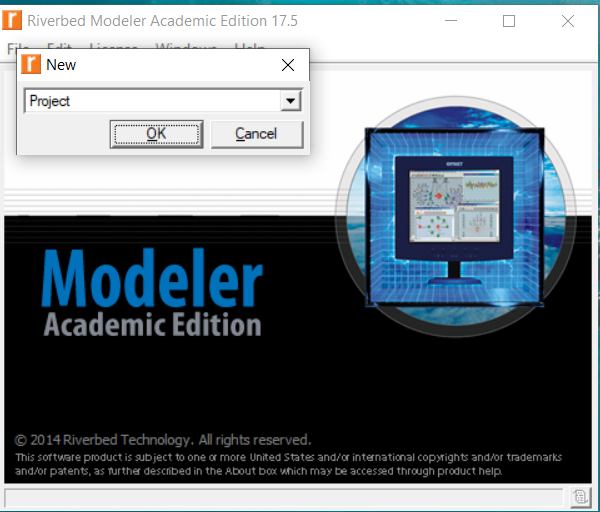 Riverbed Modeler Academic Edition 17.5
File Edit License Windows Help
New
Project
OK Cancel
OPNET
Modeler
Academic Edition
© 2014 Riverbed Technology. All rights reserved.
This software product is subject to one or more United States and/or international copyrights and/or trademarks
and/or patents, as further described in the About box which may be accessed through product help.